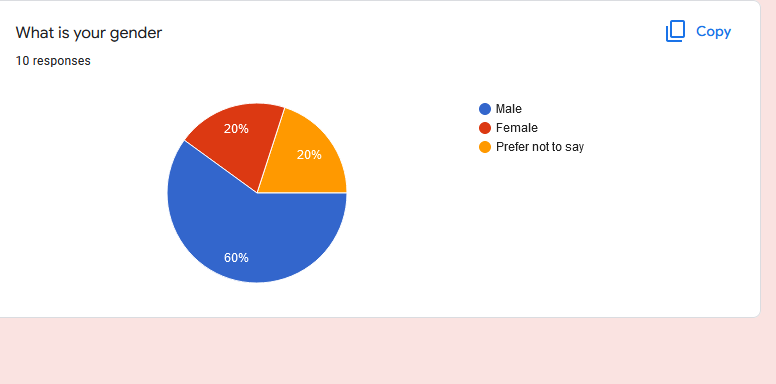 What is your gender
Copy
10 responses
20%
20%
60%
Male
Female
Prefer not to say